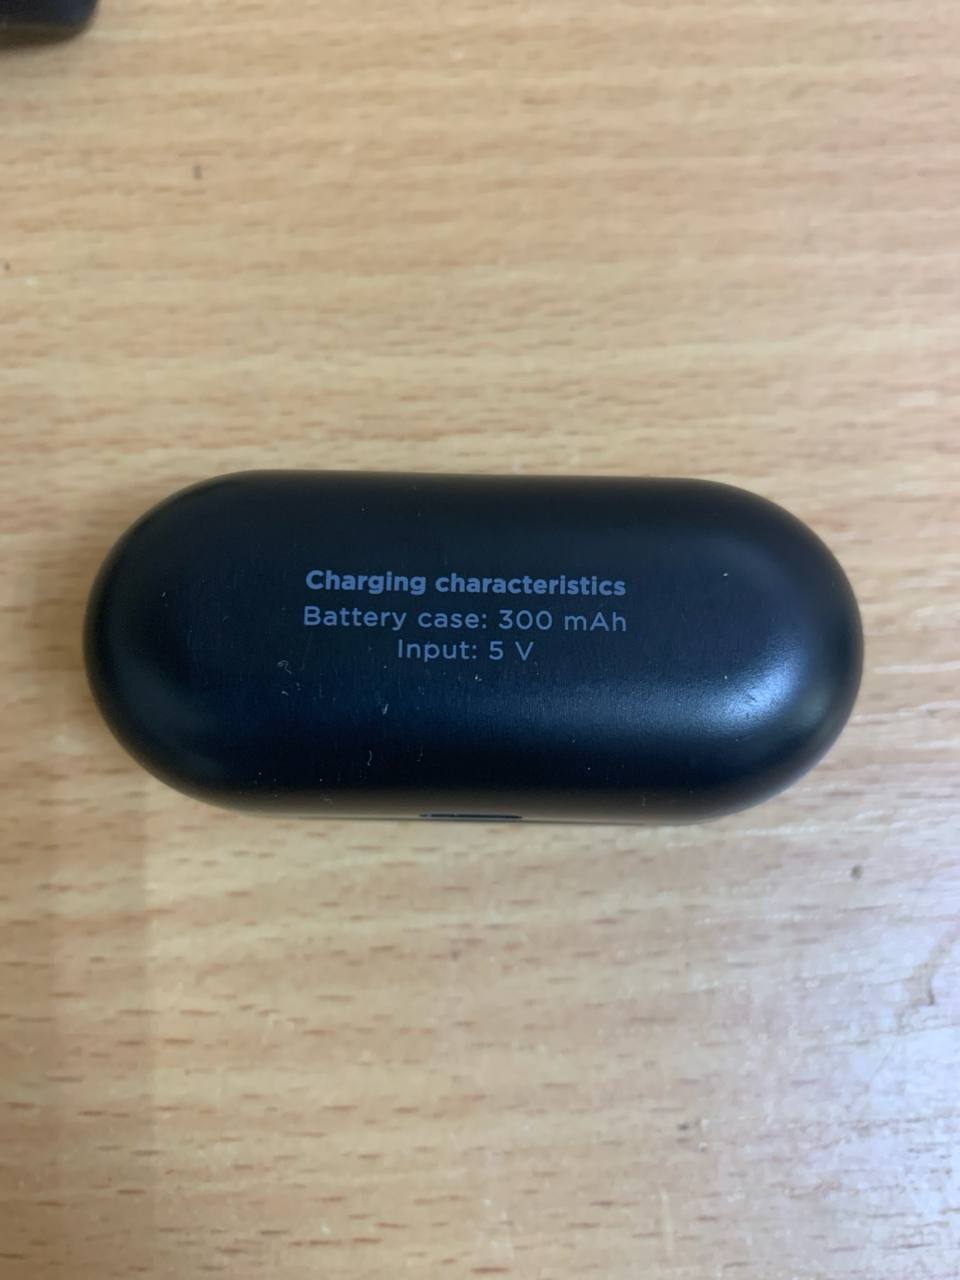 Charging characteristics
Battery case: 300 mAh
Input: 5 V